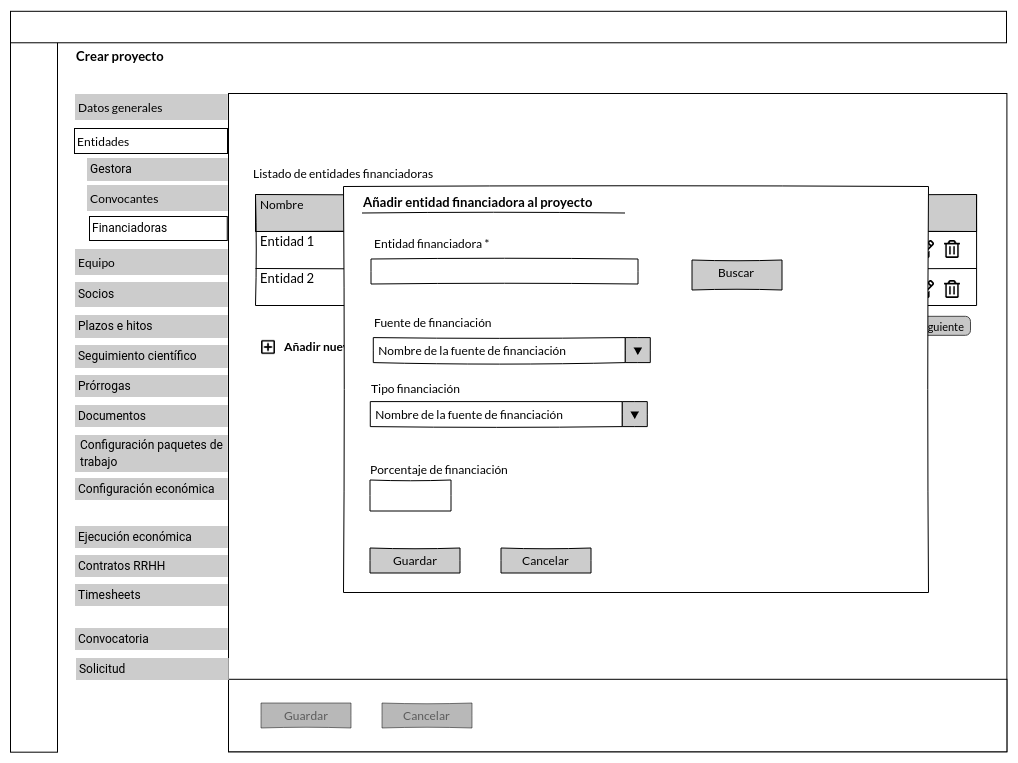 Crear proyecto
Datos generales
Entidades
Gestora
Convocantes
Financiadoras
Equipo
Socios
Plazos e hitos
Seguimiento científico
Prórrogas
Documentos
Configuración paquetes de
trabajo
Configuración económica
Ejecución económica
Contratos RRHH
Timesheets
Convocatoria
Solicitud
Listado de entidades financiadoras
Nombre
Entidad 1
Entidad 2
Añadir
Añadir entidad financiadora al proyecto
Entidad financiadora *
Buscar
Fuente de financiación
Nombre de la fuente de financiación
Tipo financiación
Nombre de la fuente de financiación
Porcentaje de financiación
Guardar Cancelar
Guardar Cancelar